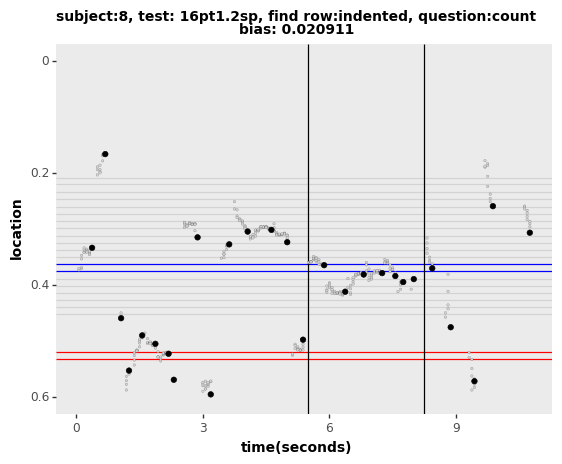 subject:8, test: 16pt1.2sp, find row:indented, question:count
bias: 0.020911
0
0.2
0.4
0.6
location
0
3
6
9
time(seconds)